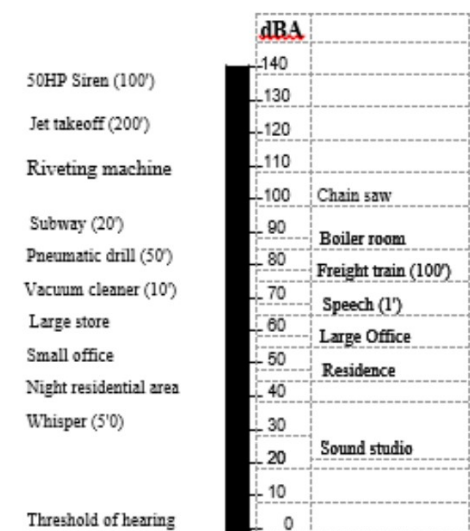 dBA
140
50HP Siren (100')
130
Jet takeoff (200')
120
110
Riveting machine
100 Chain saw
Subway (20')
90
Boiler room
Pneumatic drill (50')
80
Freight train (100')
Vacuum cleaner (10')
70
Speech (1')
Large store
60
Large Office
Small office
50
Residence
Night residential area
40
Whisper (5'0)
30
Sound studio
20
10
Threshold of hearing
0